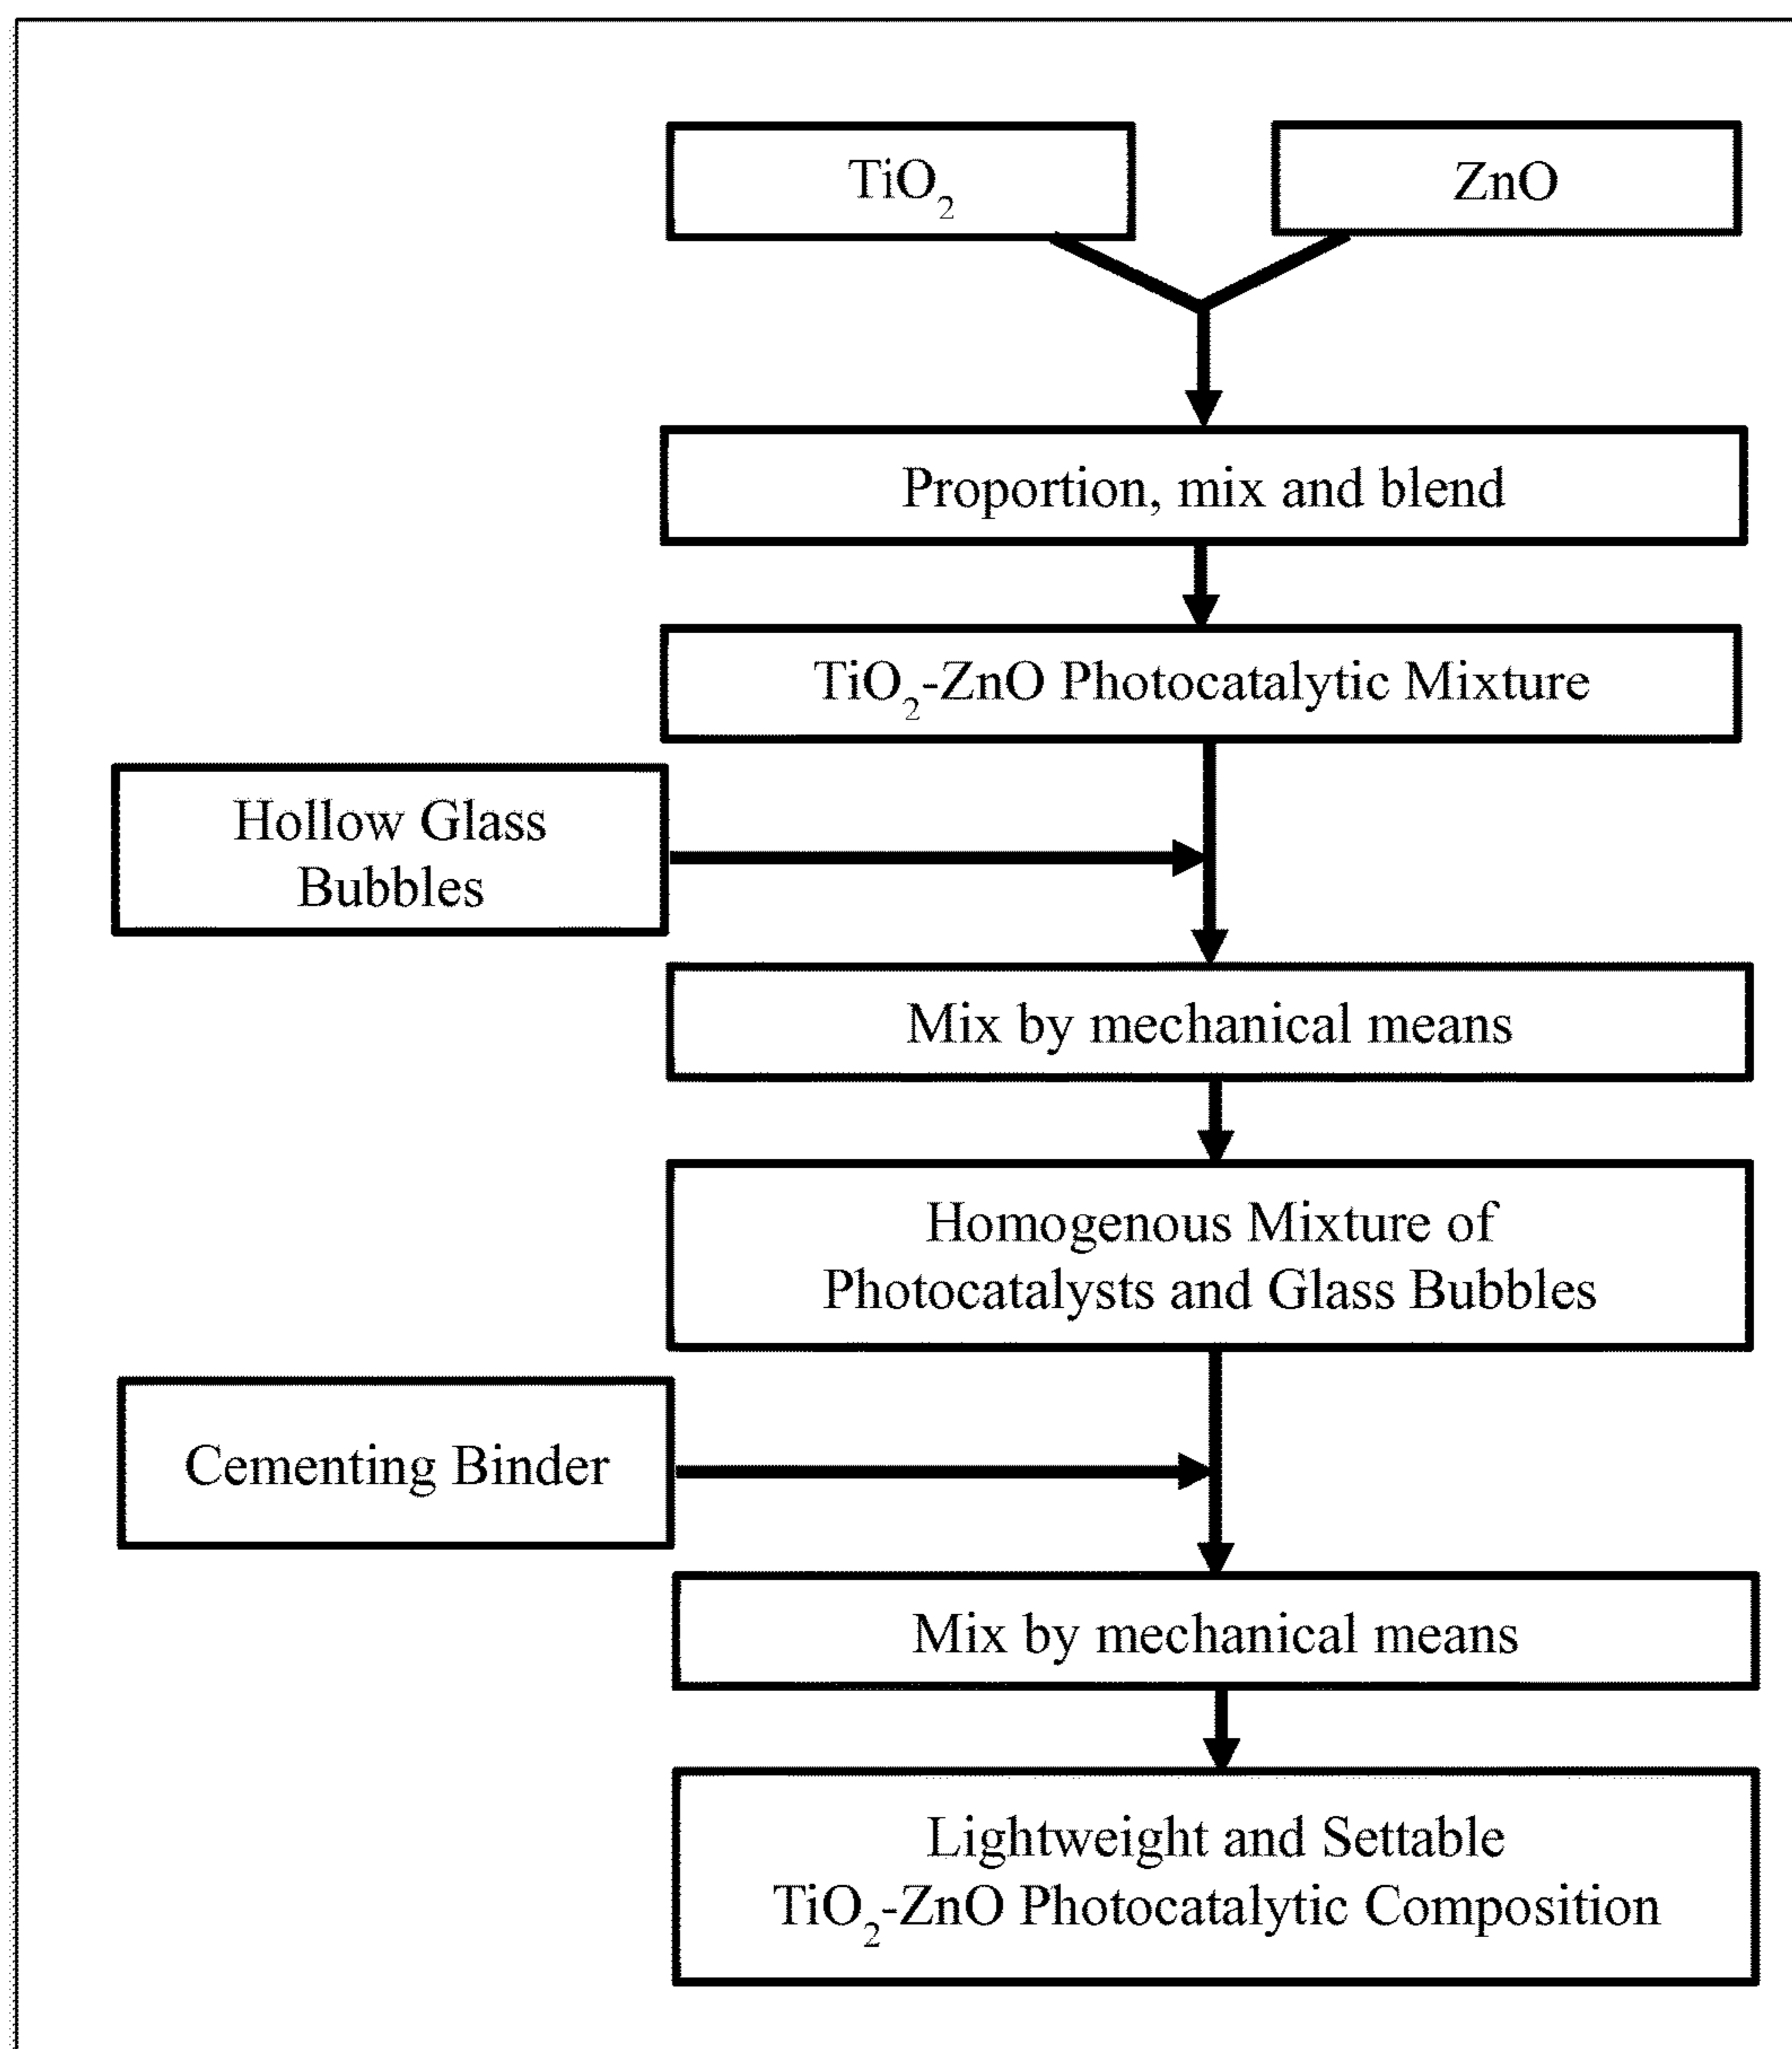 TiO₂
ZnO
Proportion, mix and blend
TiO₂-ZnO Photocatalytic Mixture
Hollow Glass
Bubbles
Mix by mechanical means
Homogenous Mixture of
Photocatalysts and Glass Bubbles
Cementing Binder
Mix by mechanical means
Lightweight and Settable
TiO₂-ZnO Photocatalytic Composition